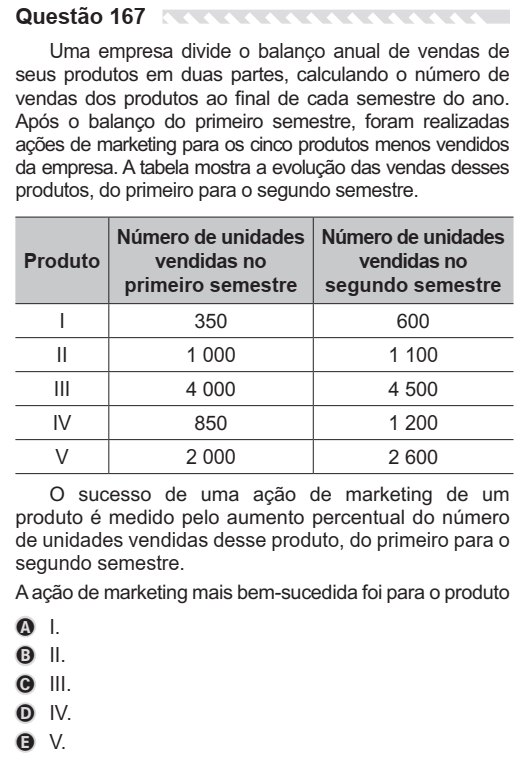 Questão 167
Uma empresa divide o balanço anual de vendas de
seus produtos em duas partes, calculando o número de
vendas dos produtos ao final de cada semestre do ano.
Após o balanço do primeiro semestre, foram realizadas
ações de marketing para os cinco produtos menos vendidos
da empresa. A tabela mostra a evolução das vendas desses
produtos, do primeiro para o segundo semestre.
Produto
Número de unidades
vendidas no
primeiro semestre
Número de unidades
vendidas no
segundo semestre
I 350 600
II 1 000 1 100
III 4 000 4 500
IV 850 1 200
V 2 000 2 600
O sucesso de uma ação de marketing de um
produto é medido pelo aumento percentual do número
de unidades vendidas desse produto, do primeiro para o
segundo semestre.
A ação de marketing mais bem-sucedida foi para o produto
A I.
B II.
C III.
D IV.
E V.